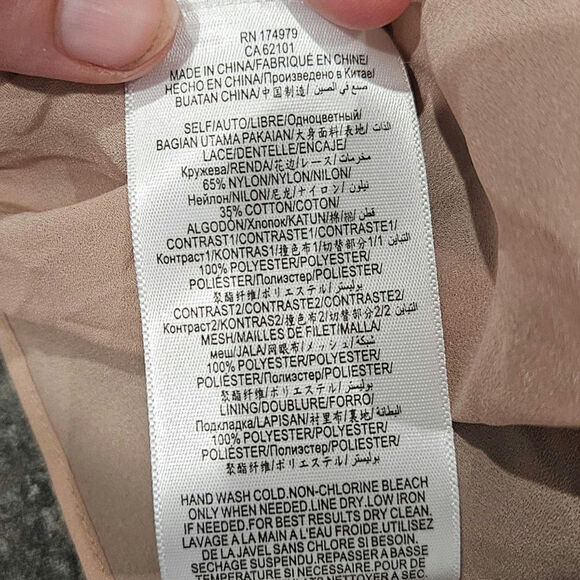 RN 174979
CA 62101
MADE IN CHINA/FABRIQUÉ EN CHINE/
HECHO EN CHINA/Произведено в Китае/
BUATAN CHINA/中国制造/ صنع في الصين
SELF/AUTO/LIBRE/Одноцветный/
BAGIAN UTAMA PAKAIAN/大身面料/表地/ الذات
LACE/DENTELLE/ENCAJE/
Кружева/RENDA/花边/レース/ مخرمات
65% NYLON/NYLON/NILON/
Нейлон/NILON/尼龙/ナイロン/ نيلون
35% COTTON/COTON/
ALGODÓN/Хлопок/KATUN/棉/綿/ قطن
CONTRAST1/CONTRASTE1/CONTRASTE1/
Контраст1/KONTRAS1/撞色布1/切替部分1/ التباين1
100% POLYESTER/POLYESTER/
POLIÉSTER/Полиэстер/POLIESTER/
聚酯纤维/ポリエステル/ بوليستر
CONTRAST2/CONTRASTE2/CONTRASTE2/
Контраст2/KONTRAS2/撞色布2/切替部分2/ التباين2
MESH/MAILLES DE FILET/MALLA/
меш/JALA/网眼布/メッシュ/ شبكة
100% POLYESTER/POLYESTER/
POLIÉSTER/Полиэстер/POLIESTER/
聚酯纤维/ポリエステル/ بوليستر
LINING/DOUBLURE/FORRO/
Подкладка/LAPISAN/衬里布/裏地/ البطانة
100% POLYESTER/POLYESTER/
POLIÉSTER/Полиэстер/POLIESTER/
聚酯纤维/ポリエステル/ بوليستر
HAND WASH COLD.NON-CHLORINE BLEACH
ONLY WHEN NEEDED.LINE DRY.LOW IRON
IF NEEDED.FOR BEST RESULTS DRY CLEAN.
LAVAGE À LA MAIN A L'EAU FROIDE.UTILISEZ
DE LA JAVEL SANS CHLORE SI BESOIN.
SECHAGE SUSPENDU.REPASSER À BASSE
TEMPERATURE SI NECESSAIRE.POUR DE